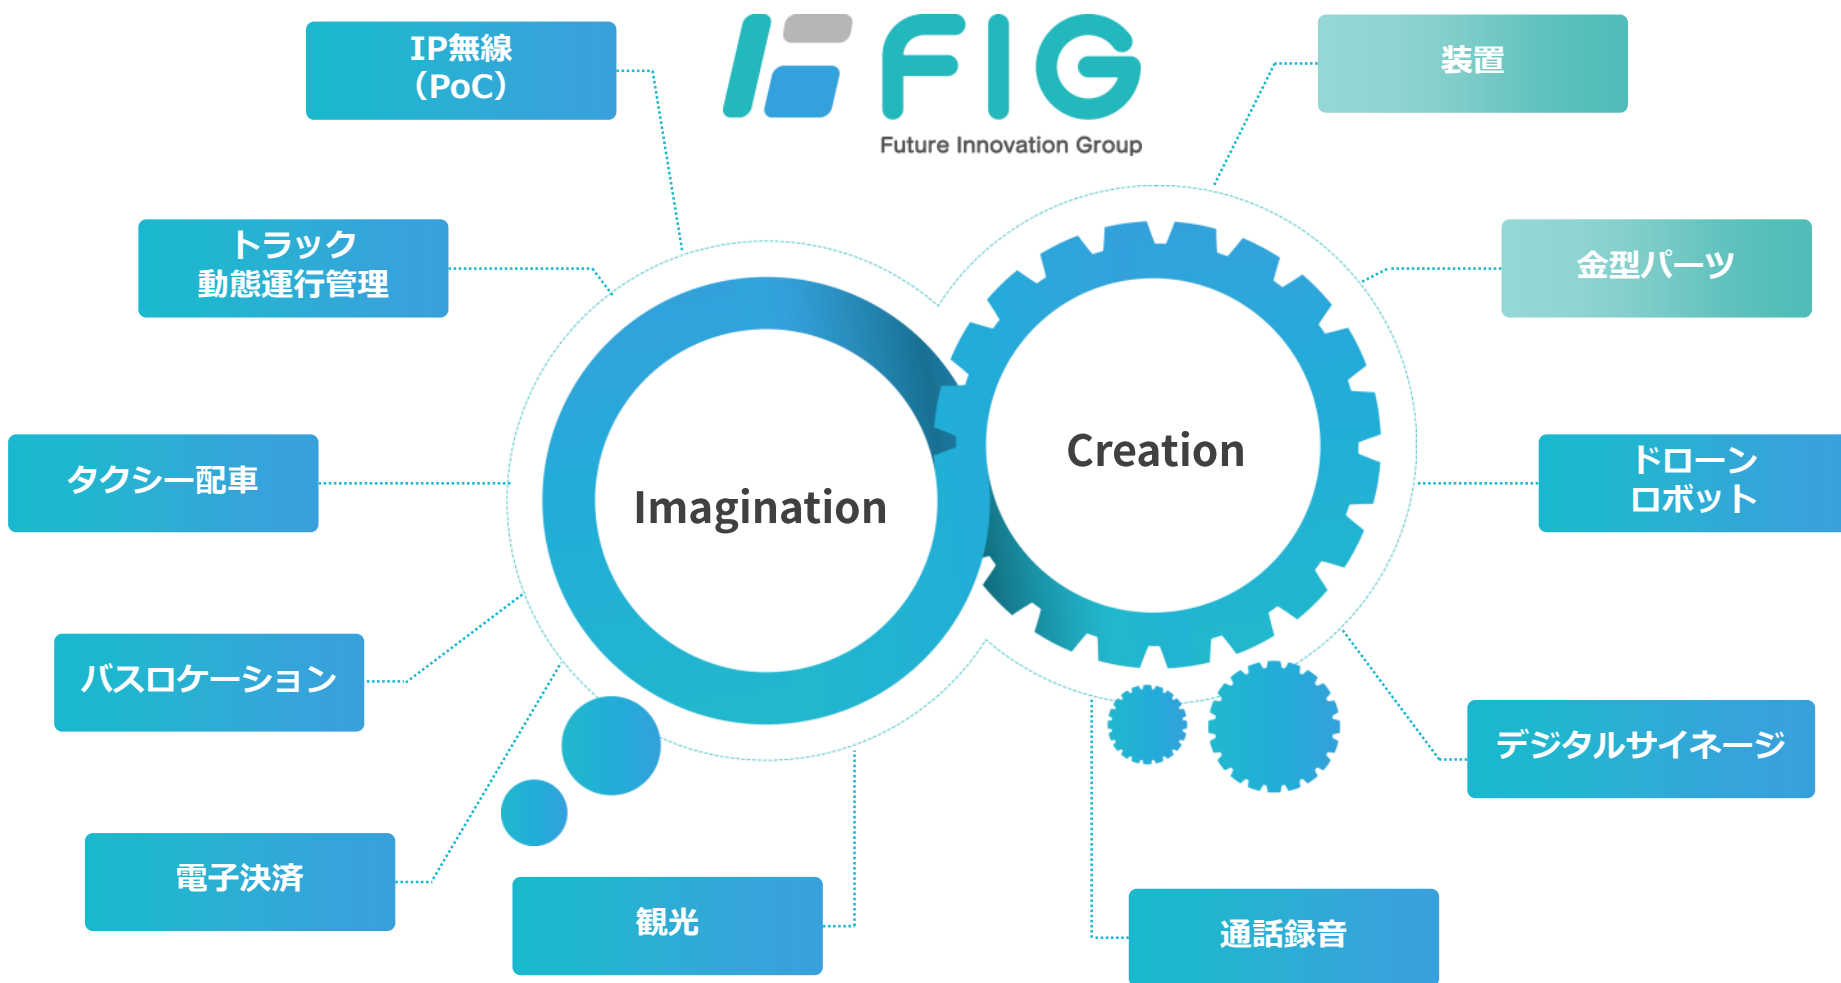 FIG
Future Innovation Group
IP無線
（PoC）
装置
トラック
動態運行管理
金型パーツ
タクシー配車
Imagination
Creation
ドローン
ロボット
バスロケーション
デジタルサイネージ
電子決済
観光
通話録音